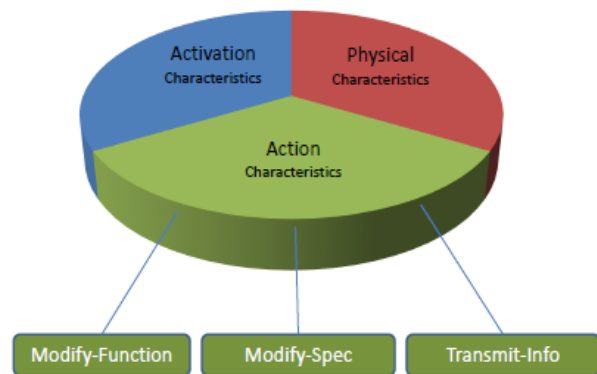 Activation
Characteristics
Physical
Characteristics
Action
Characteristics
Modify-Function
Modify-Spec
Transmit-Info